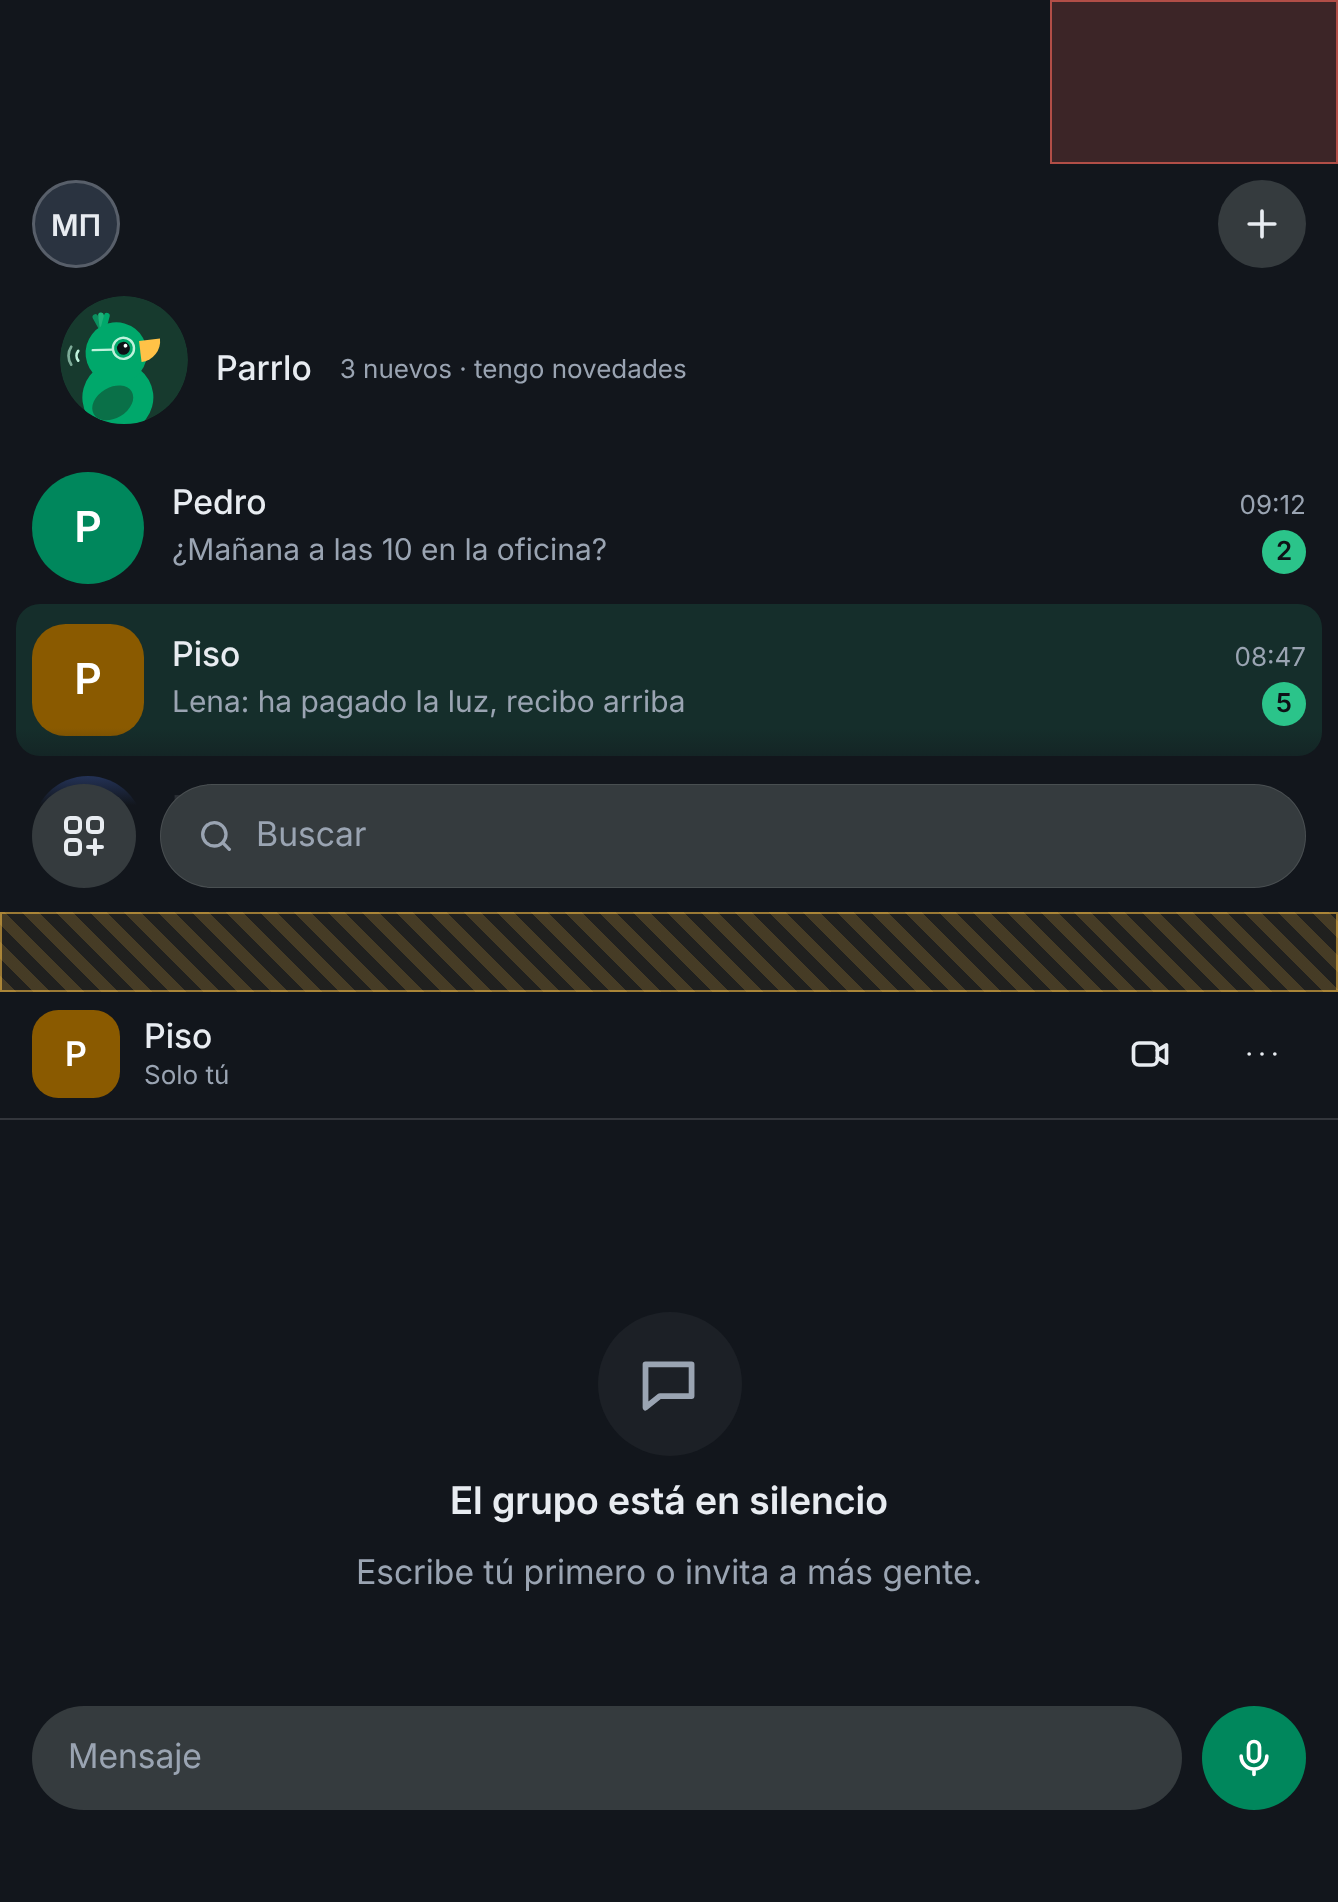 МП
Parrlo 3 nuevos · tengo novedades
P
Pedro
09:12
¿Mañana a las 10 en la oficina?
2
P
Piso
08:47
Lena: ha pagado la luz, recibo arriba
5
Buscar
P
Piso
Solo tú
El grupo está en silencio
Escribe tú primero o invita a más gente.
Mensaje